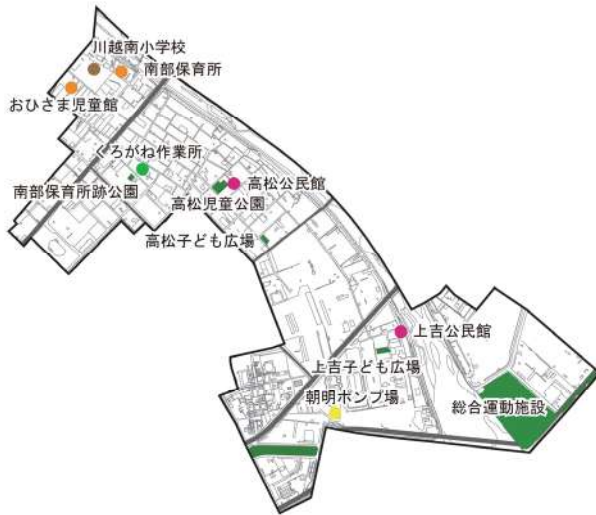 川越南小学校
南部保育所
おひさま児童館
くろがね作業所
南部保育所跡公園
高松公民館
高松児童公園
高松子ども広場
上吉公民館
上吉子ども広場
朝明ポンプ場
総合運動施設